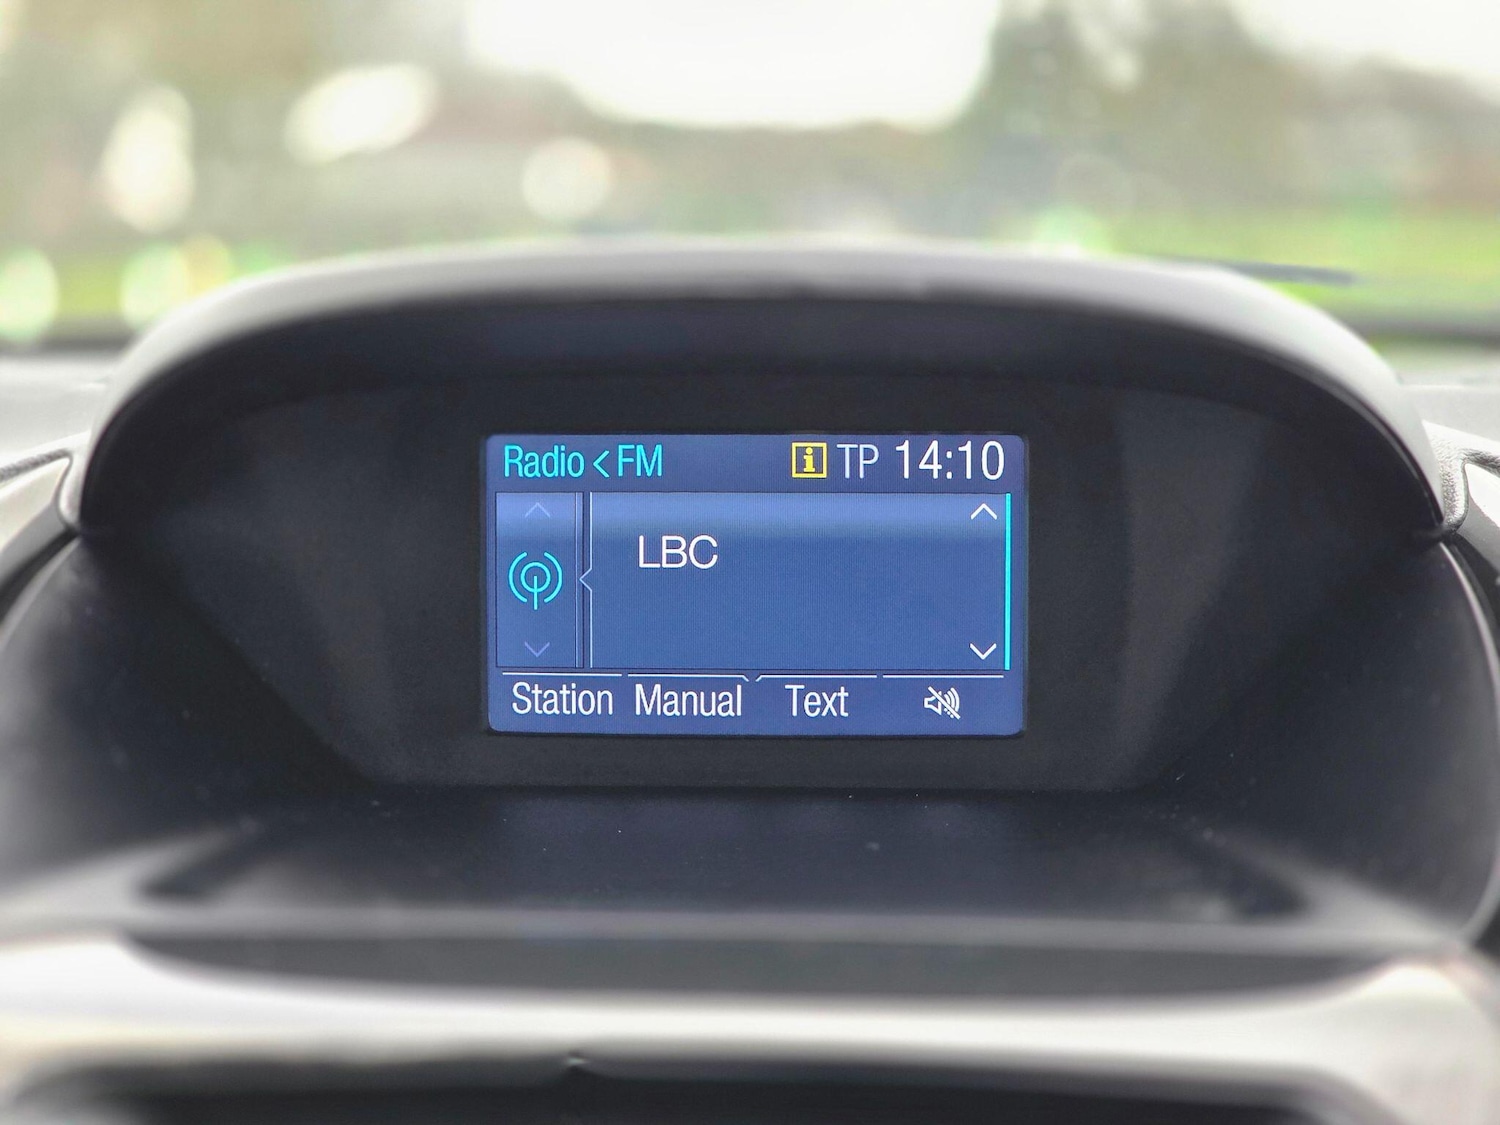 Radio < FM i TP 14:10
LBC
Station Manual Text